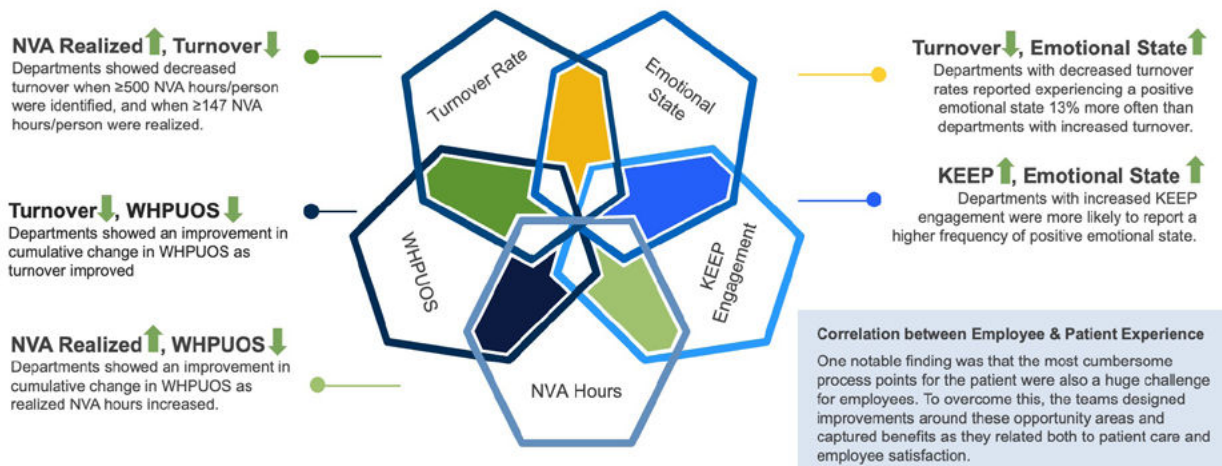 NVA Realized, Turnover
Departments showed decreased
turnover when ≥500 NVA hours/person
were identified, and when ≥147 NVA
hours/person were realized.
Turnover, WHPUOS
Departments showed an improvement in
cumulative change in WHPUOS as
turnover improved
NVA Realized, WHPUOS
Departments showed an improvement in
cumulative change in WHPUOS as
realized NVA hours increased.
Turnover Rate
Emotional
State
WHPUOS
KEEP
Engagement
NVA Hours
Turnover, Emotional State
Departments with decreased turnover
rates reported experiencing a positive
emotional state 13% more often than
departments with increased turnover.
KEEP, Emotional State
Departments with increased KEEP
engagement were more likely to report a
higher frequency of positive emotional state.
Correlation between Employee & Patient Experience
One notable finding was that the most cumbersome
process points for the patient were also a huge challenge
for employees. To overcome this, the teams designed
improvements around these opportunity areas and
captured benefits as they related both to patient care and
employee satisfaction.